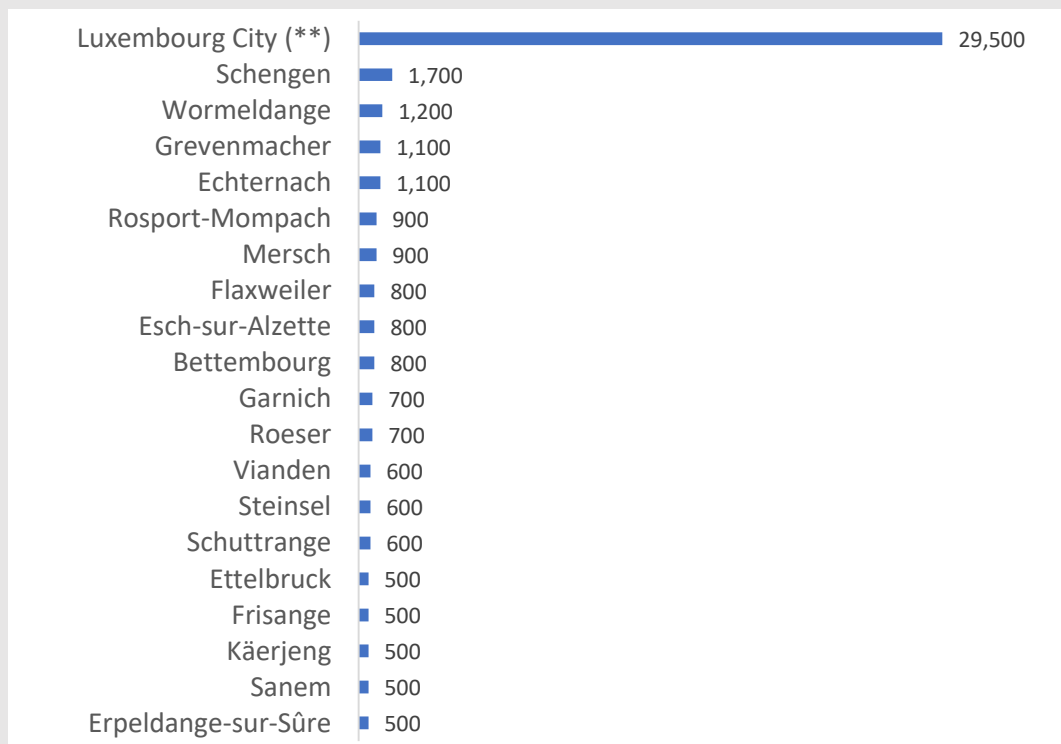 Luxembourg City (**) 29,500
Schengen 1,700
Wormeldange 1,200
Grevenmacher 1,100
Echternach 1,100
Rosport-Mompach 900
Mersch 900
Flaxweiler 800
Esch-sur-Alzette 800
Bettembourg 800
Garnich 700
Roeser 700
Vianden 600
Steinsel 600
Schuttrange 600
Ettelbruck 500
Frisange 500
Käerjeng 500
Sanem 500
Erpeldange-sur-Sûre 500